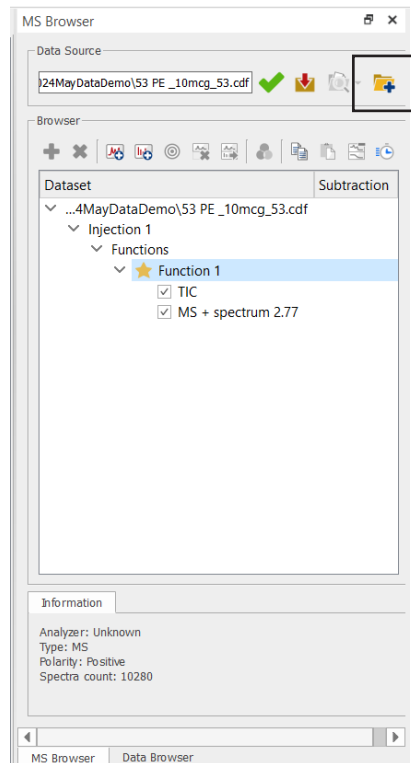 MS Browser
Data Source
)24MayDataDemo\53 PE _10mcg_53.cdf
Browser
Dataset Subtraction
...4MayDataDemo\53 PE _10mcg_53.cdf
Injection 1
Functions
Function 1
TIC
MS + spectrum 2.77
Information
Analyzer: Unknown
Type: MS
Polarity: Positive
Spectra count: 10280
MS Browser Data Browser